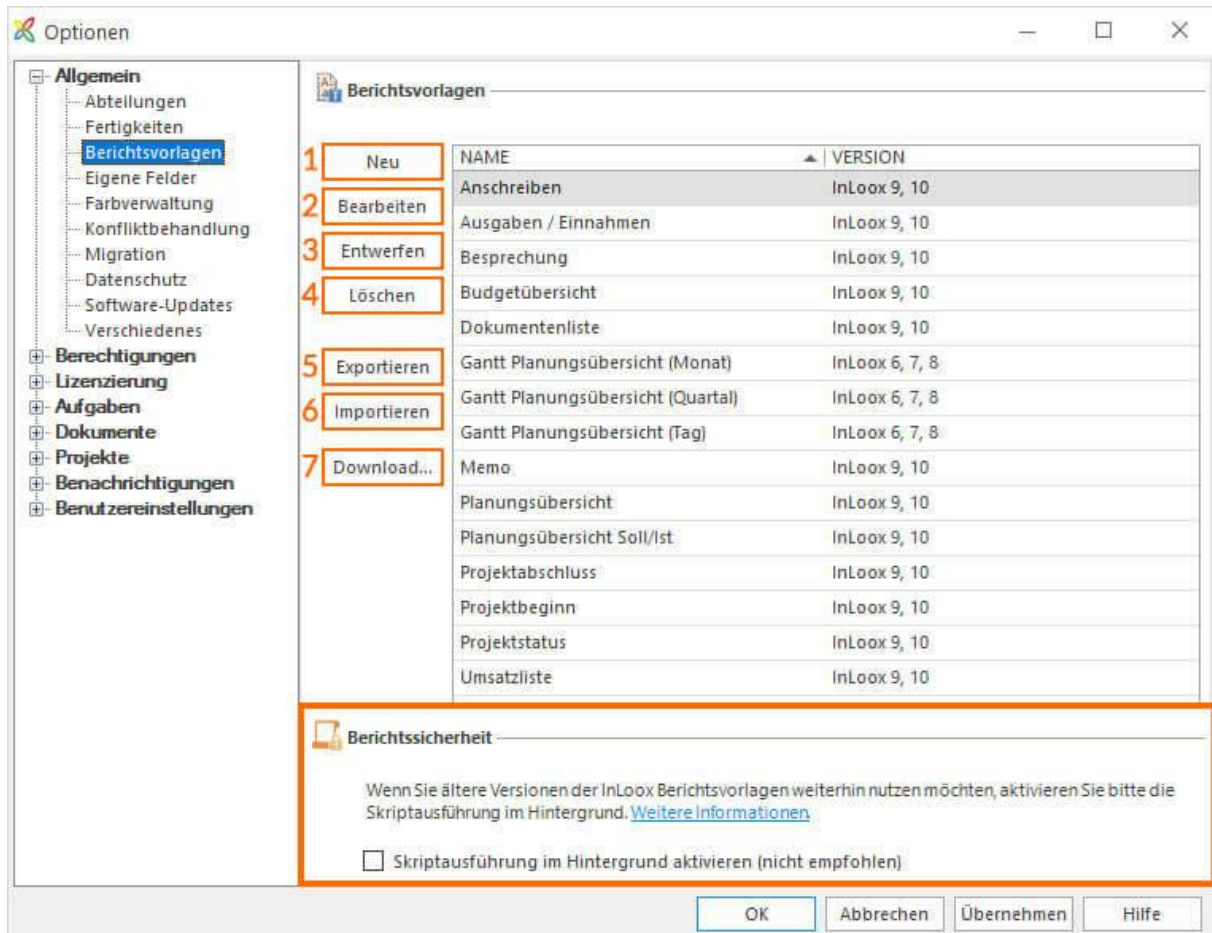 Optionen
Allgemein
Abteilungen
Fertigkeiten
Berichtsvorlagen
Eigene Felder
Farbverwaltung
Konfliktbehandlung
Migration
Datenschutz
Software-Updates
Verschiedenes
Berechtigungen
Lizenzierung
Aufgaben
Dokumente
Projekte
Benachrichtigungen
Benutzereinstellungen
Berichtsvorlagen
1 Neu
2 Bearbeiten
3 Entwerfen
4 Löschen
5 Exportieren
6 Importieren
7 Download...
NAME VERSION
Anschreiben InLoox 9, 10
Ausgaben / Einnahmen InLoox 9, 10
Besprechung InLoox 9, 10
Budgetübersicht InLoox 9, 10
Dokumentenliste InLoox 9, 10
Gantt Planungsübersicht (Monat) InLoox 6, 7, 8
Gantt Planungsübersicht (Quartal) InLoox 6, 7, 8
Gantt Planungsübersicht (Tag) InLoox 6, 7, 8
Memo InLoox 9, 10
Planungsübersicht InLoox 9, 10
Planungsübersicht Soll/Ist InLoox 9, 10
Projektabschluss InLoox 9, 10
Projektbeginn InLoox 9, 10
Projektstatus InLoox 9, 10
Umsatzliste InLoox 9, 10
Berichtssicherheit
Wenn Sie ältere Versionen der InLoox Berichtsvorlagen weiterhin nutzen möchten, aktivieren Sie bitte die
Skriptausführung im Hintergrund. Weitere Informationen
Skriptausführung im Hintergrund aktivieren (nicht empfohlen)
OK Abbrechen Übernehmen Hilfe